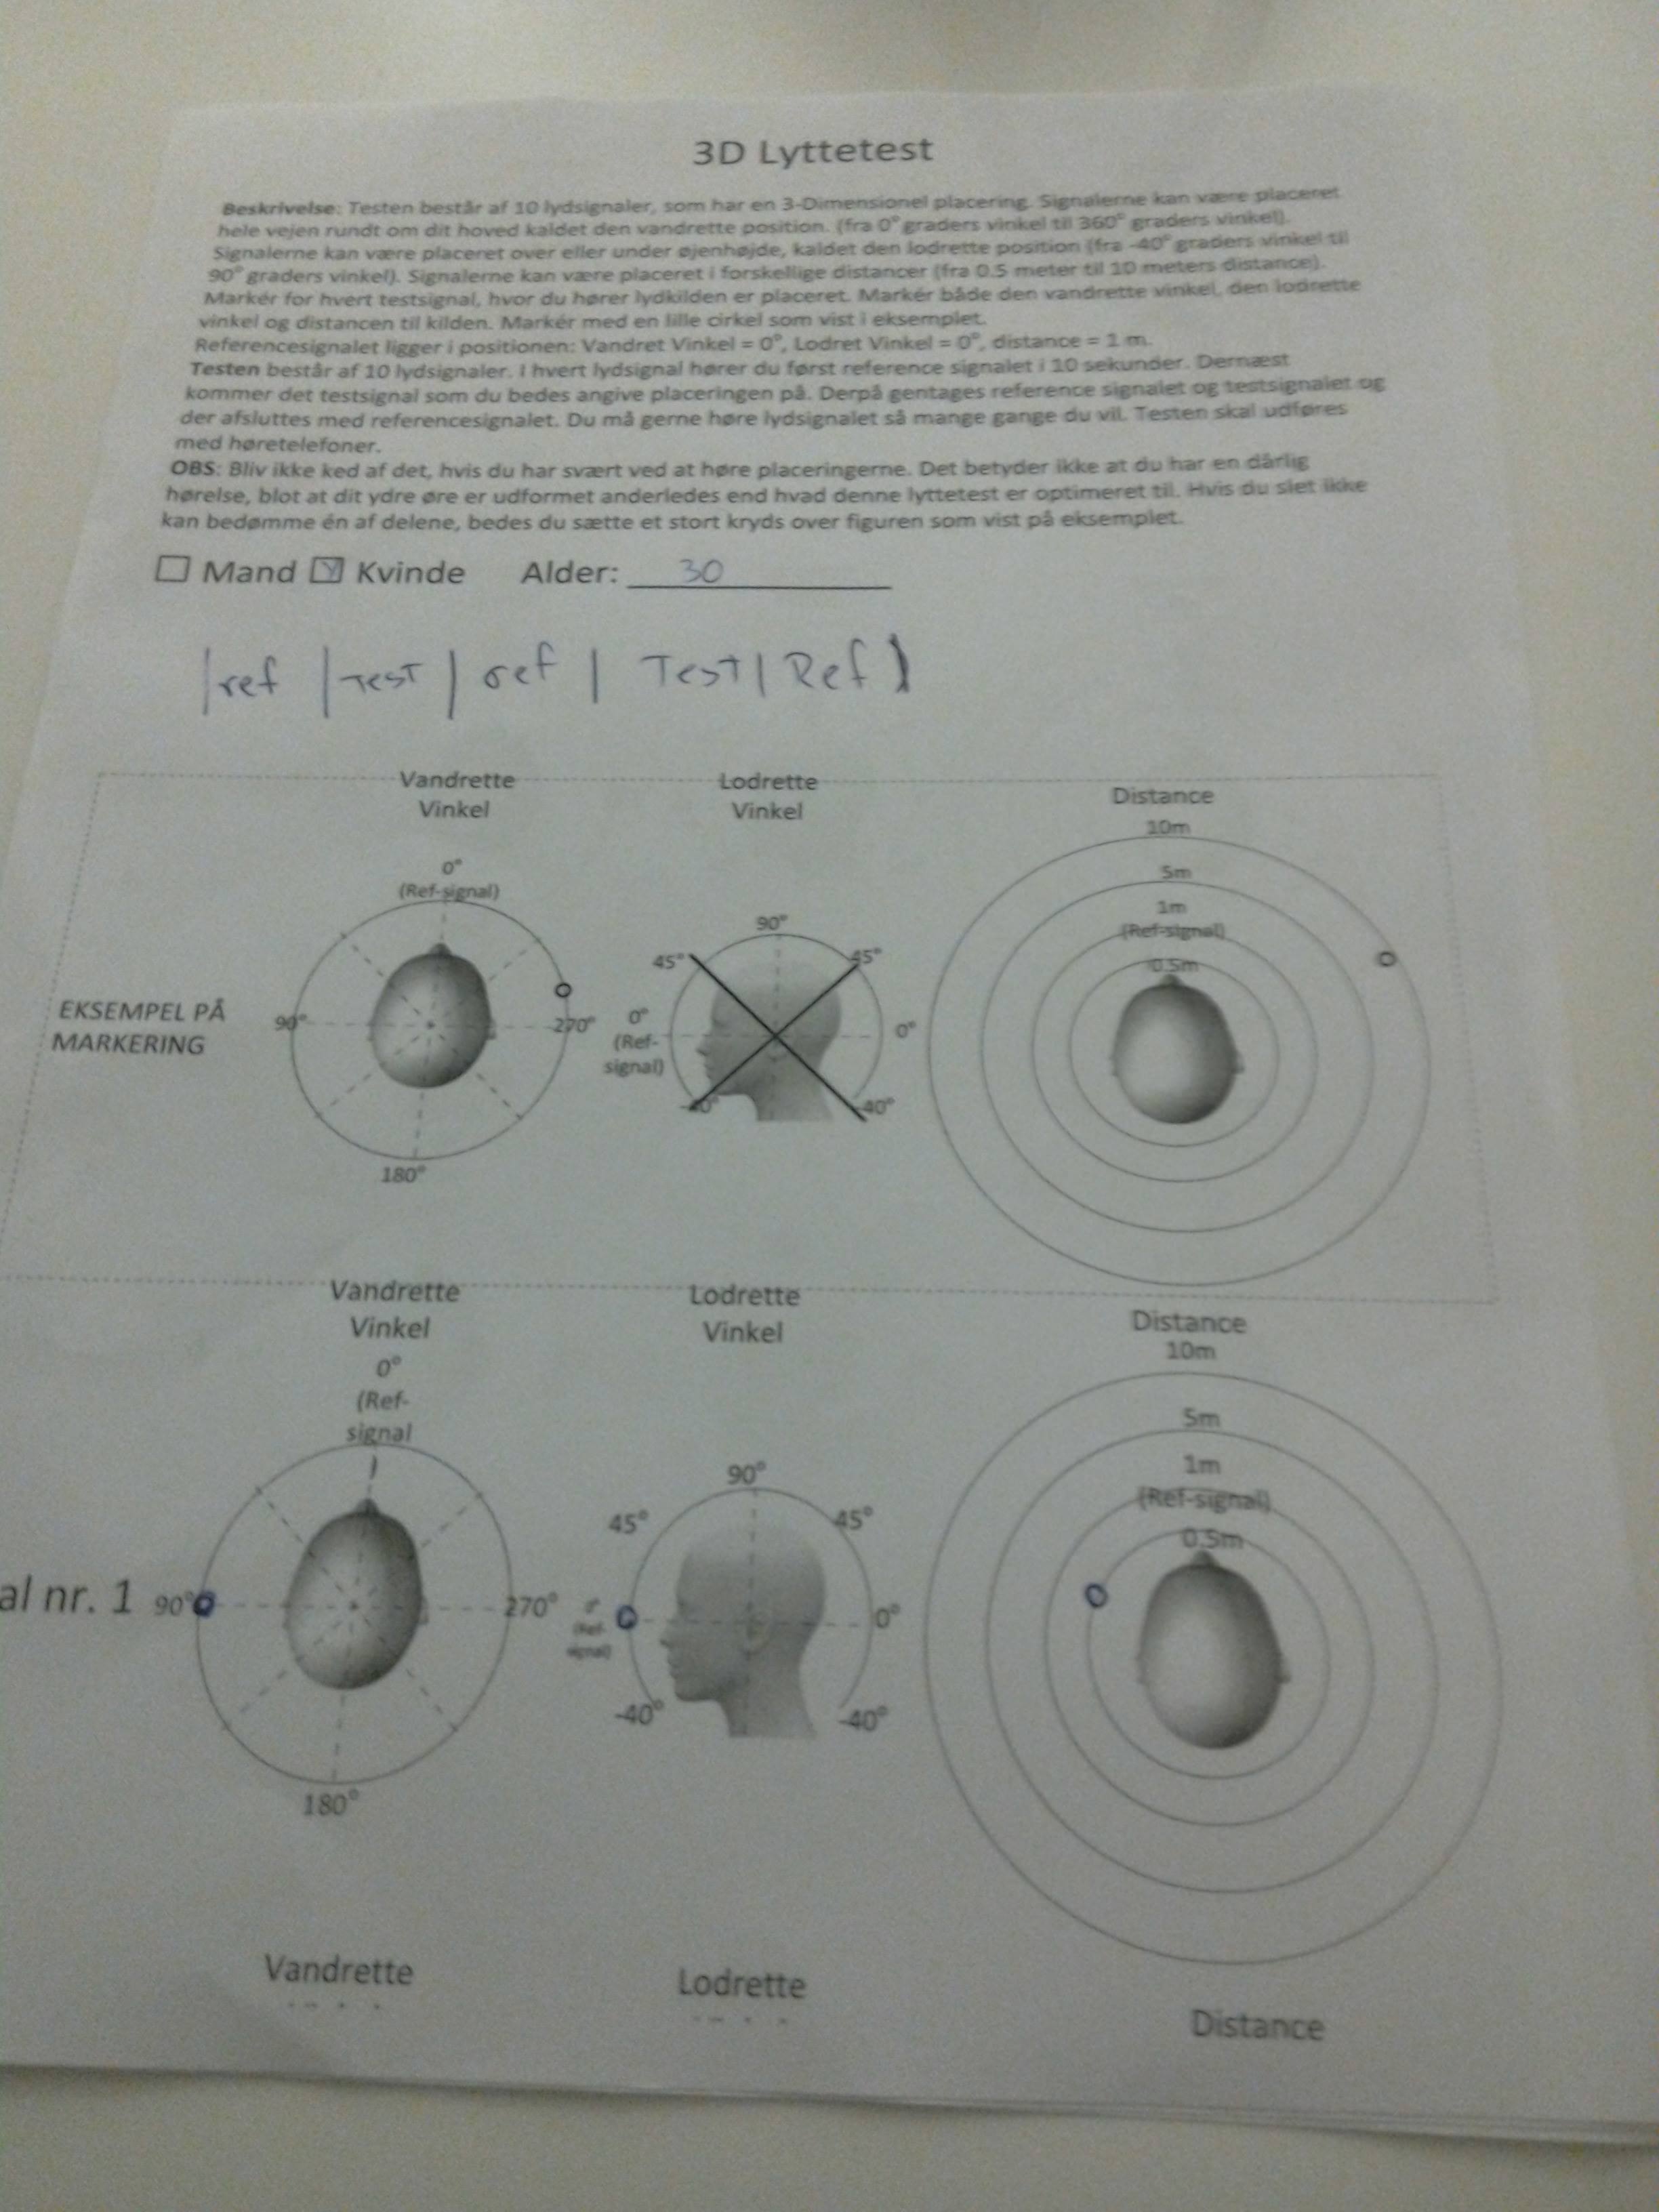 3D Lyttetest
Beskrivelse: Testen består af 10 lydsignaler, som har en 3-Dimensionel placering. Signalerne kan være placeret
hele vejen rundt om dit hoved kaldet den vandrette position. (fra 0° graders vinkel til 360° graders vinkel).
Signalerne kan være placeret over eller under øjenhøjde, kaldet den lodrette position (fra -40° graders vinkel til
90° graders vinkel). Signalerne kan være placeret i forskellige distancer (fra 0.5 meter til 10 meters distance).
Markér for hvert testsignal, hvor du hører lydkilden er placeret. Markér både den vandrette vinkel, den lodrette
vinkel og distancen til kilden. Markér med en lille cirkel som vist i eksemplet.
Referencesignalet ligger i positionen: Vandret Vinkel = 0°, Lodret Vinkel = 0°, distance = 1 m.
Testen består af 10 lydsignaler. I hvert lydsignal hører du først reference signalet i 10 sekunder. Dernæst
kommer det testsignal som du bedes angive placeringen på. Derpå gentages reference signalet og testsignalet og
der afsluttes med referencesignalet. Du må gerne høre lydsignalet så mange gange du vil. Testen skal udføres
med høretelefoner.
OBS: Bliv ikke ked af det, hvis du har svært ved at høre placeringerne. Det betyder ikke at du har en dårlig
hørelse, blot at dit ydre øre er udformet anderledes end hvad denne lyttetest er optimeret til. Hvis du slet ikke
kan bedømme én af delene, bedes du sætte et stort kryds over figuren som vist på eksemplet.
Mand Kvinde Alder: 30
|ref |Test | ref | Test | Ref |
Vandrette Lodrette Distance
Vinkel Vinkel
10m
0°
(Ref-signal)
5m
1m
(Ref-signal)
0.5m
90°
45° 45°
EKSEMPEL PÅ
MARKERING
90° 270°
0°
(Ref-
signal)
0°
-40° -40°
180°
Vandrette Lodrette Distance
Vinkel Vinkel
10m
0°
(Ref-
signal
)
5m
1m
(Ref-signal)
0.5m
90°
45° 45°
al nr. 1 90° 270°
0°
(Ref-
signal)
0°
-40° -40°
180°
Vandrette Lodrette Distance